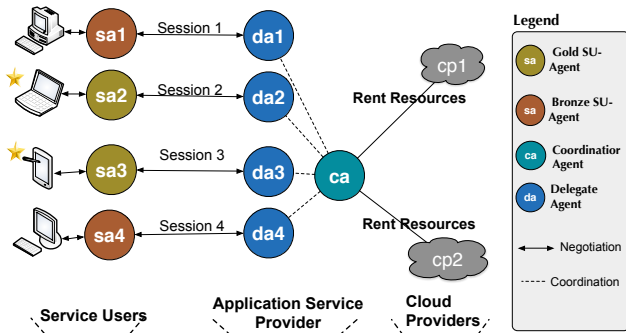 Legend
sa1
Session 1
da1
sa
Gold SU-
Agent
cp1
sa2
Session 2
da2
Rent Resources
sa
Bronze SU-
Agent
ca
Coordinatior
Agent
sa3
Session 3
da3
ca
da
Delegate
Agent
sa4
Session 4
da4
Rent Resources
cp2
Negotiation
Coordination
Service Users
Application Service
Provider
Cloud
Providers